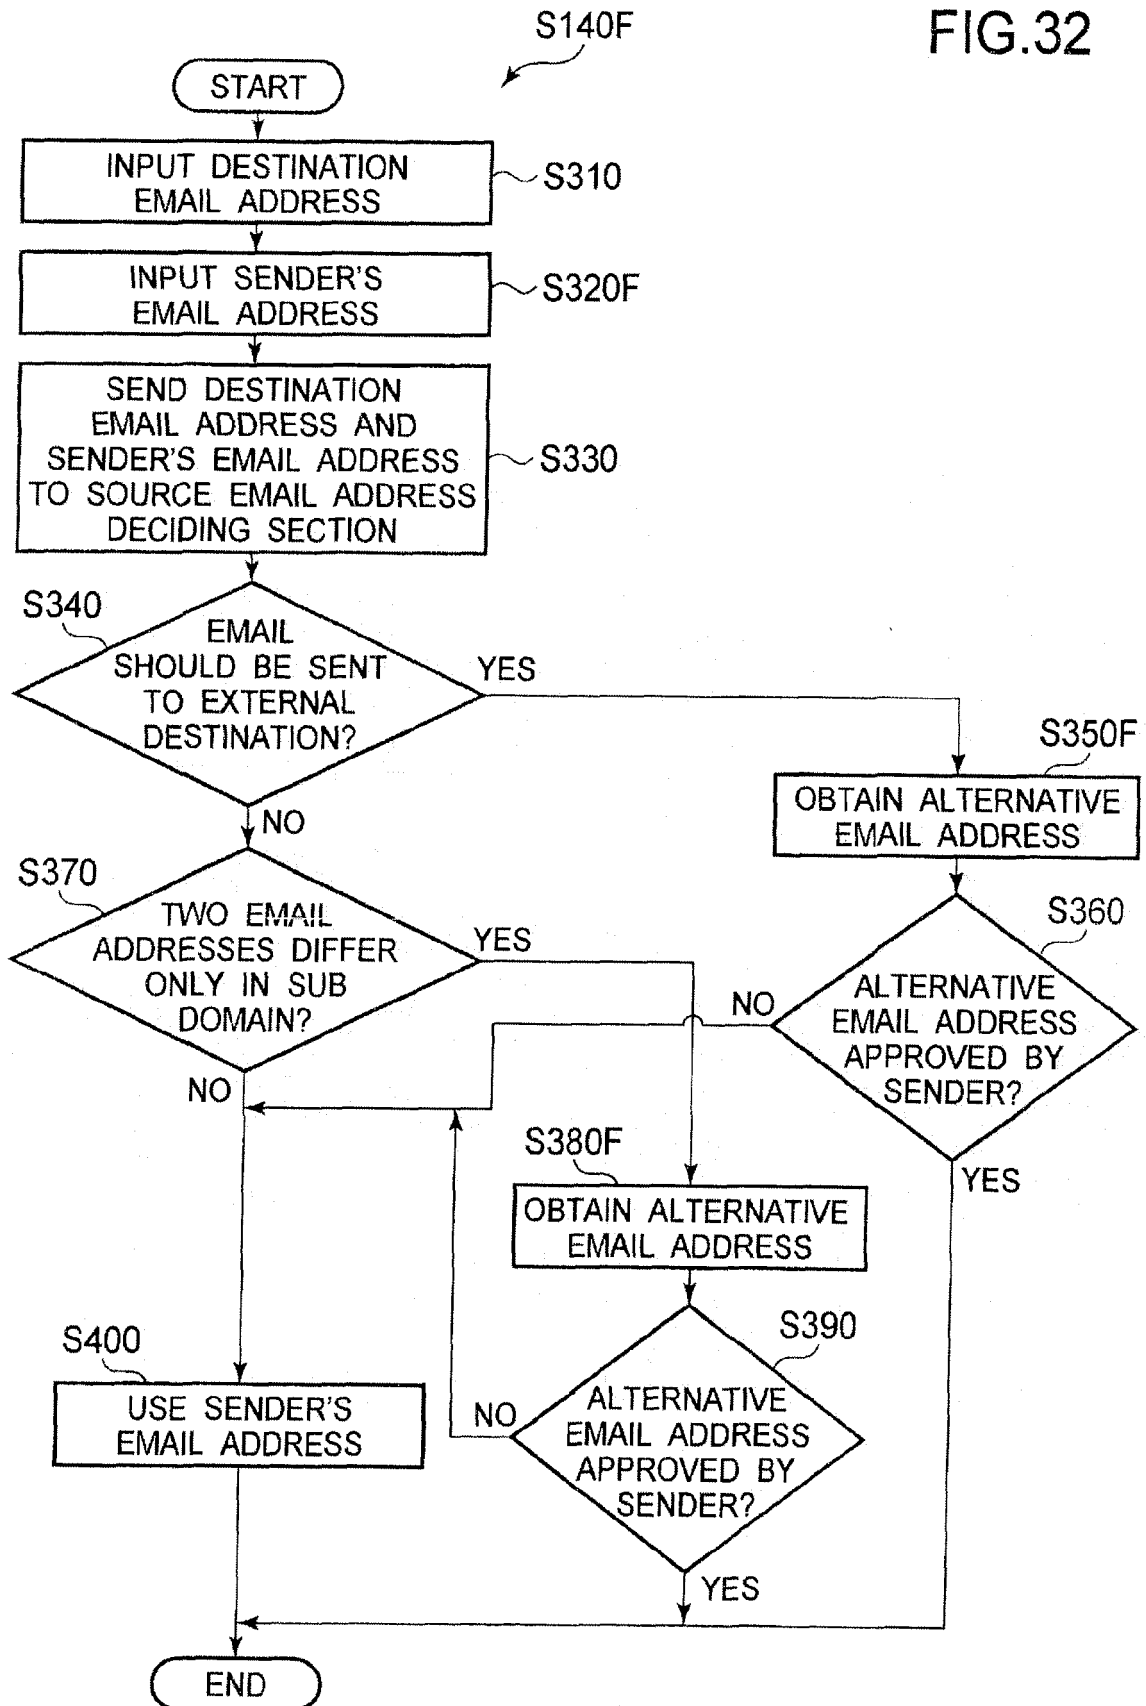 S140F
FIG.32
START
INPUT DESTINATION
EMAIL ADDRESS
S310
INPUT SENDER'S
EMAIL ADDRESS
S320F
SEND DESTINATION
EMAIL ADDRESS AND
SENDER'S EMAIL ADDRESS
TO SOURCE EMAIL ADDRESS
DECIDING SECTION
S330
S340
EMAIL
SHOULD BE SENT
TO EXTERNAL
DESTINATION?
YES
NO
S350F
OBTAIN ALTERNATIVE
EMAIL ADDRESS
S370
TWO EMAIL
ADDRESSES DIFFER
ONLY IN SUB
DOMAIN?
YES
NO
S360
ALTERNATIVE
EMAIL ADDRESS
APPROVED BY
SENDER?
NO
YES
S380F
OBTAIN ALTERNATIVE
EMAIL ADDRESS
S390
ALTERNATIVE
EMAIL ADDRESS
APPROVED BY
SENDER?
NO
YES
S400
USE SENDER'S
EMAIL ADDRESS
END